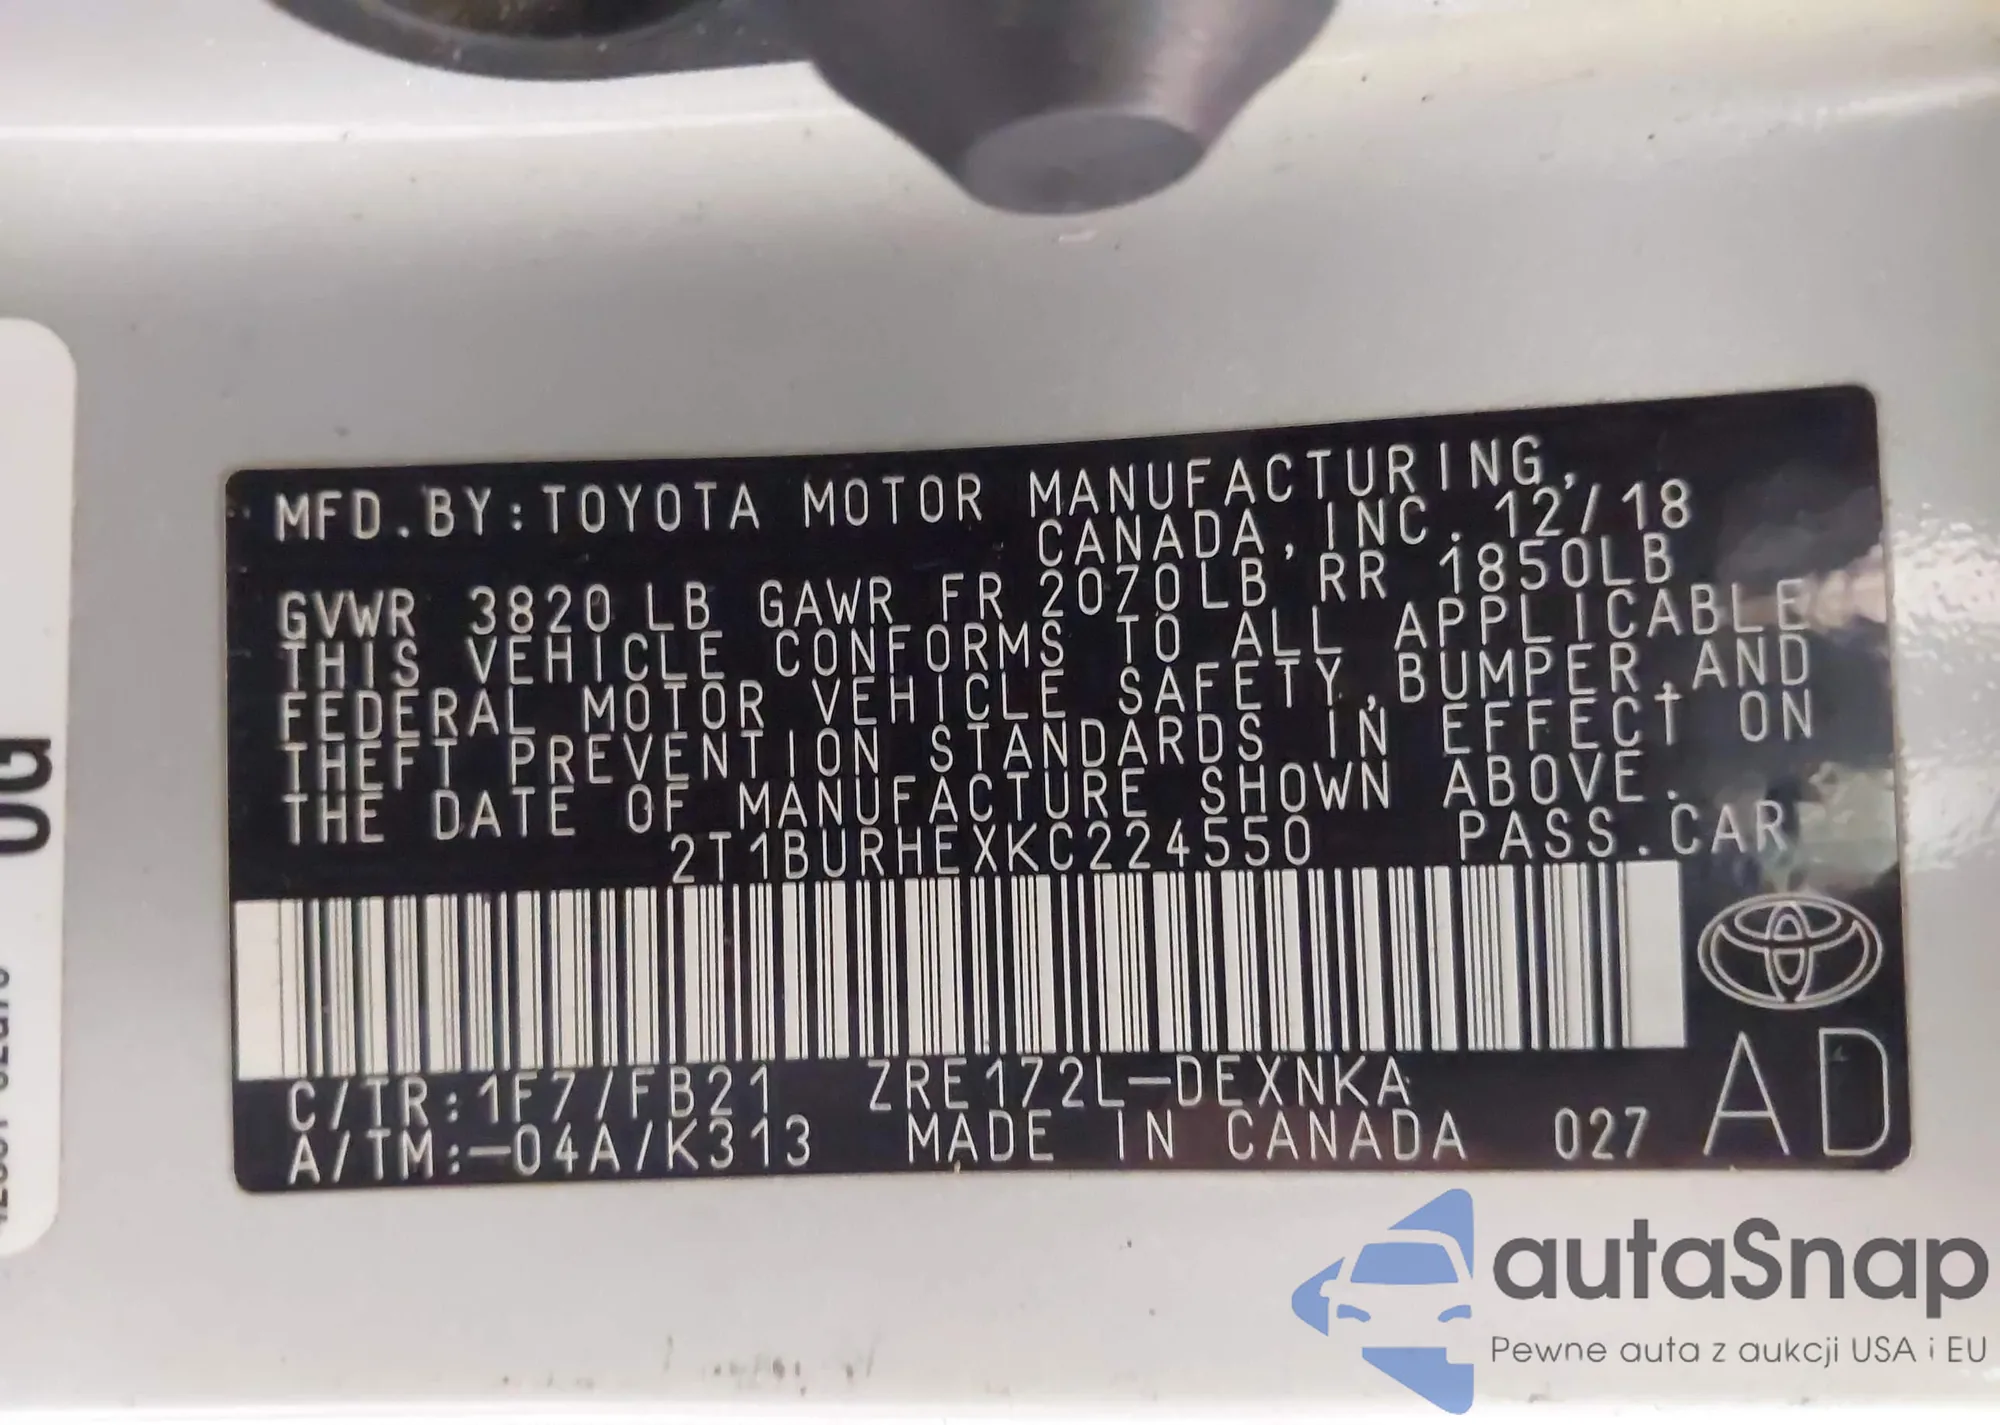 MFD.BY:TOYOTA MOTOR MANUFACTURING,
CANADA, INC. 12/18
GVWR 3820 LB GAWR FR 2070LB RR 1850LB
THIS VEHICLE CONFORMS TO ALL APPLICABLE
FEDERAL MOTOR VEHICLE SAFETY,BUMPER,AND
THEFT PREVENTION STANDARDS IN EFFECT ON
THE DATE OF MANUFACTURE SHOWN ABOVE.
2T1BURHEXKC224550 PASS.CAR
C/TR:1F7/FB21 ZRE172L-DEXNKA
A/TM:-04A/K313 MADE IN CANADA 027
AD
autaSnap
Pewne auta z aukcji USA i EU